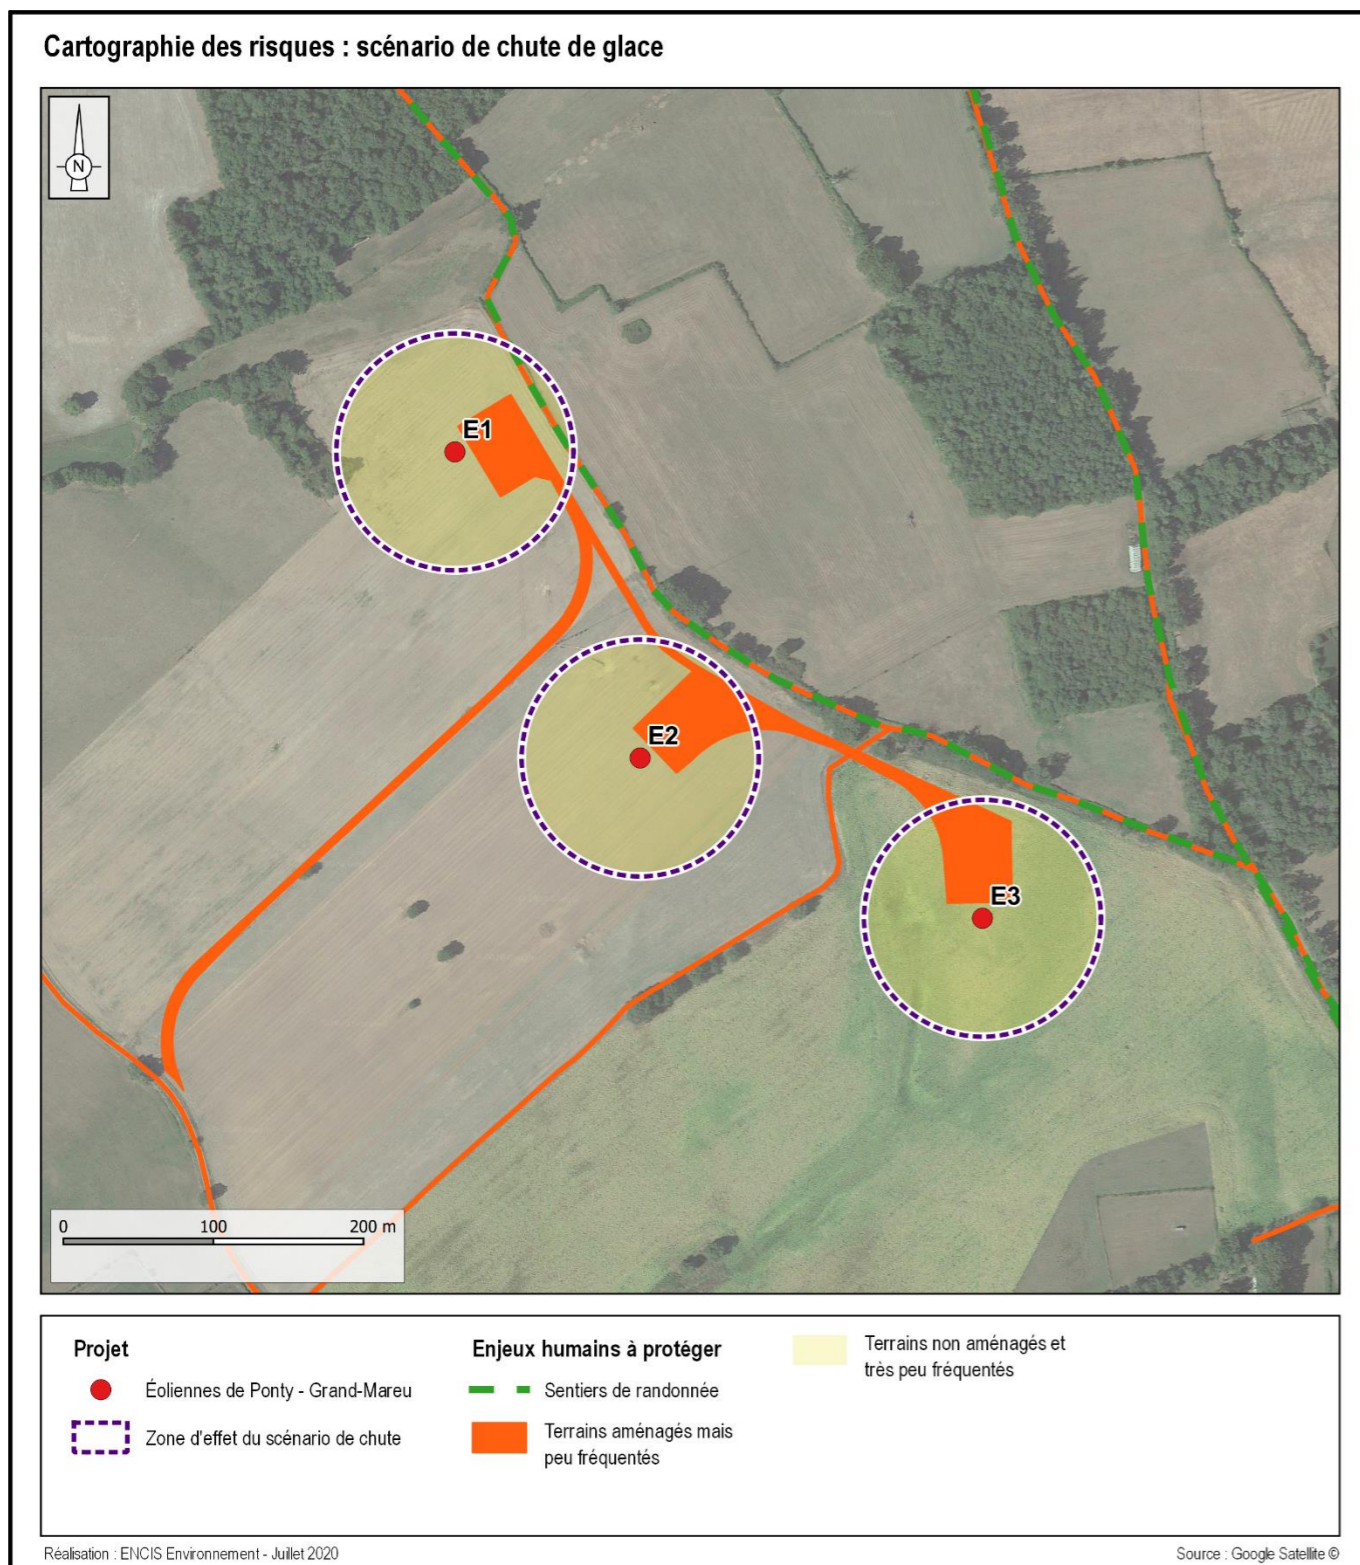 Cartographie des risques : scénario de chute de glace
N
E1
E2
E3
0 100 200 m
Projet
Éoliennes de Ponty - Grand-Mareu
Zone d'effet du scénario de chute
Enjeux humains à protéger
Sentiers de randonnée
Terrains aménagés mais
peu fréquentés
Terrains non aménagés et
très peu fréquentés
Réalisation : ENCIS Environnement - Juillet 2020
Source : Google Satellite ©